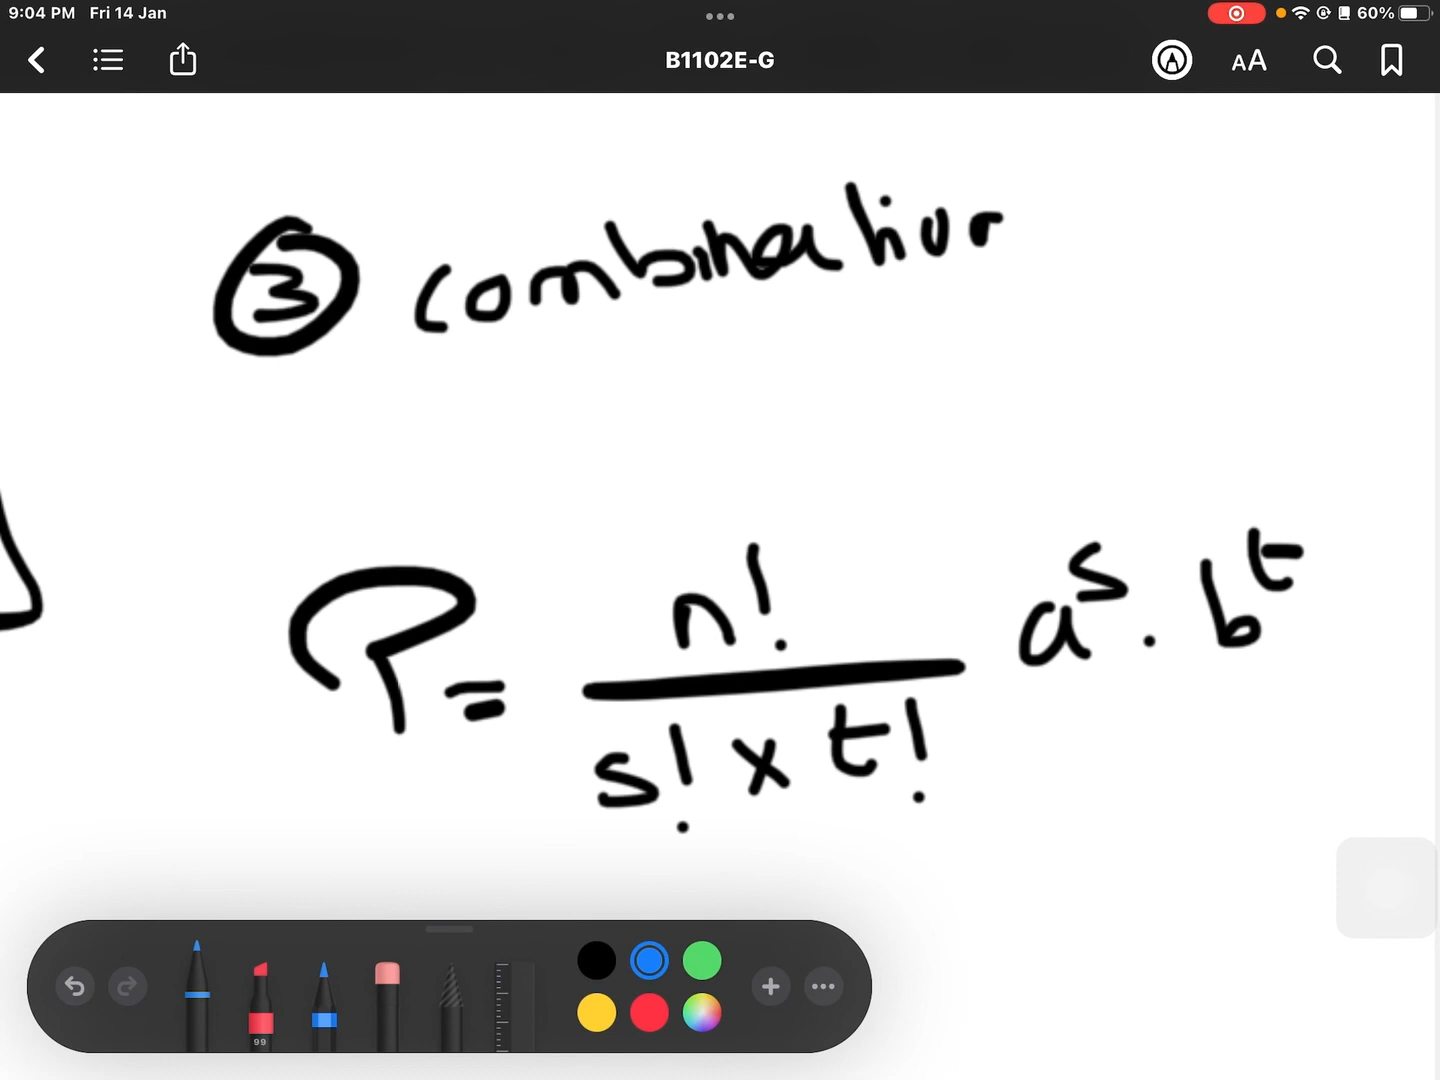 9:04 PM Fri 14 Jan
60%
B1102E-G
AA
③ combination
P = n! / s! x t! a^s . b^t
99